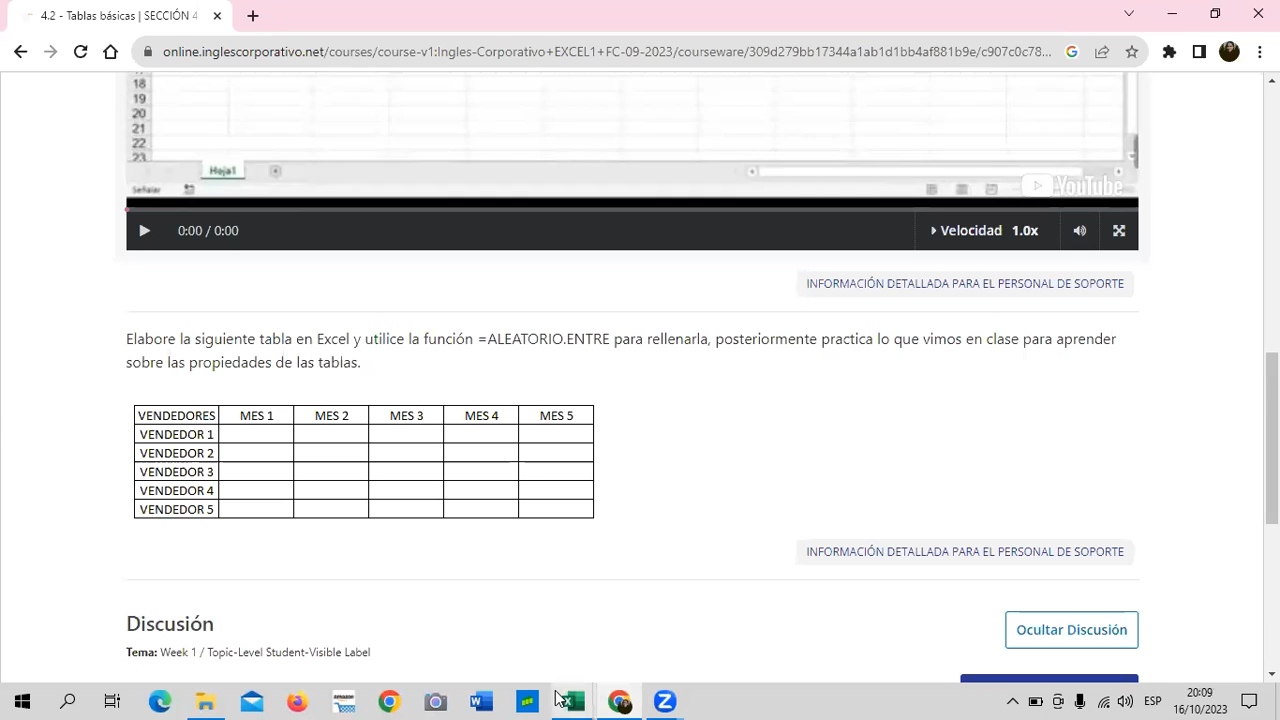 4.2 - Tablas básicas | SECCIÓN 4
online.inglescorporativo.net/courses/course-v1:Ingles-Corporativo+EXCEL1+FC-09-2023/courseware/309d279bb17344a1ab1d1bb4af881b9e/c907c0c78...
18
19
20
21
22
23
Hoja1
Señalar
YouTube
0:00 / 0:00
Velocidad 1.0x
INFORMACIÓN DETALLADA PARA EL PERSONAL DE SOPORTE
Elabore la siguiente tabla en Excel y utilice la función =ALEATORIO.ENTRE para rellenarla, posteriormente practica lo que vimos en clase para aprender
sobre las propiedades de las tablas.
VENDEDORES MES 1 MES 2 MES 3 MES 4 MES 5
VENDEDOR 1
VENDEDOR 2
VENDEDOR 3
VENDEDOR 4
VENDEDOR 5
INFORMACIÓN DETALLADA PARA EL PERSONAL DE SOPORTE
Discusión
Ocultar Discusión
Tema: Week 1 / Topic-Level Student-Visible Label
ESP
20:09
16/10/2023